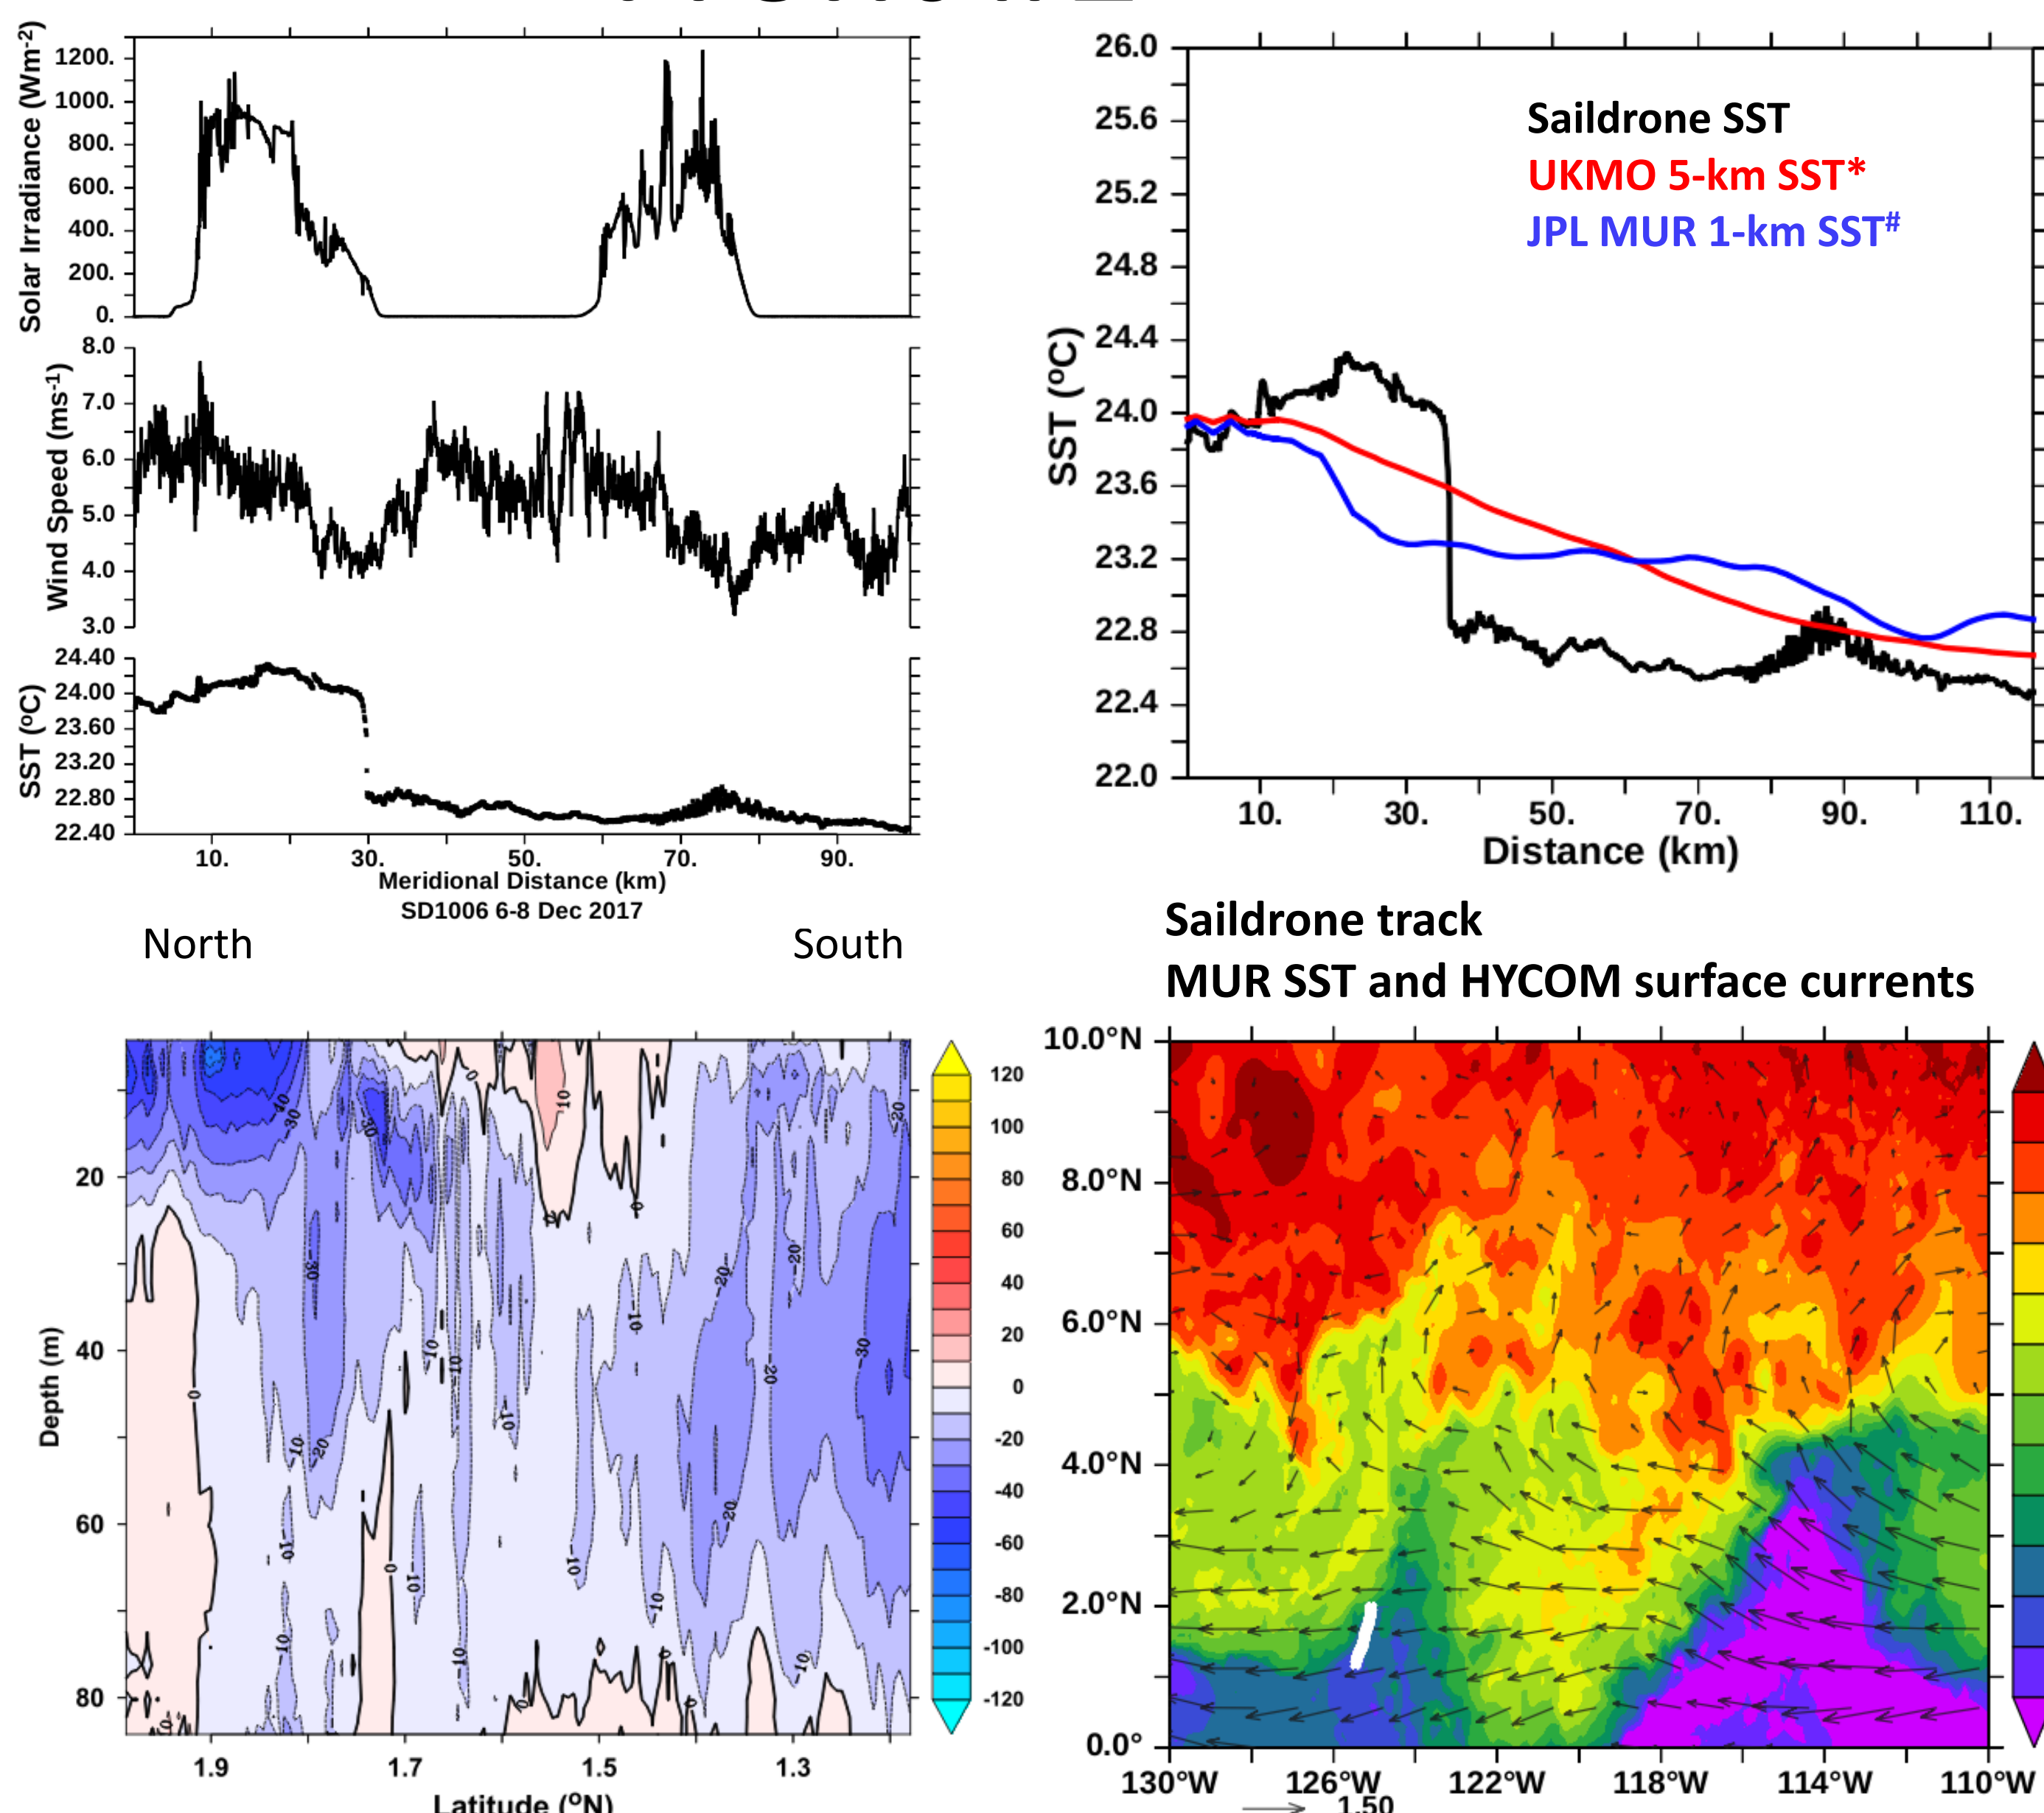 Solar Irradiance (Wm-2)
1200.
1000.
800.
600.
400.
200.
0.
Wind Speed (ms-1)
8.0
7.0
6.0
5.0
4.0
3.0
SST (oC)
24.40
24.00
23.60
23.20
22.80
22.40
10. 30. 50. 70. 90.
Meridional Distance (km)
SD1006 6-8 Dec 2017
North South
SST (oC)
26.0
25.6
25.2
24.8
24.4
24.0
23.6
23.2
22.8
22.4
22.0
Saildrone SST
UKMO 5-km SST*
JPL MUR 1-km SST#
10. 30. 50. 70. 90. 110.
Distance (km)
Depth (m)
20
40
60
80
1.9 1.7 1.5 1.3
Latitude (oN)
120
100
80
60
40
20
0
-20
-40
-60
-80
-100
-120
Saildrone track
MUR SST and HYCOM surface currents
10.0°N
8.0°N
6.0°N
4.0°N
2.0°N
0.0°
130°W 126°W 122°W 118°W 114°W 110°W
1.50